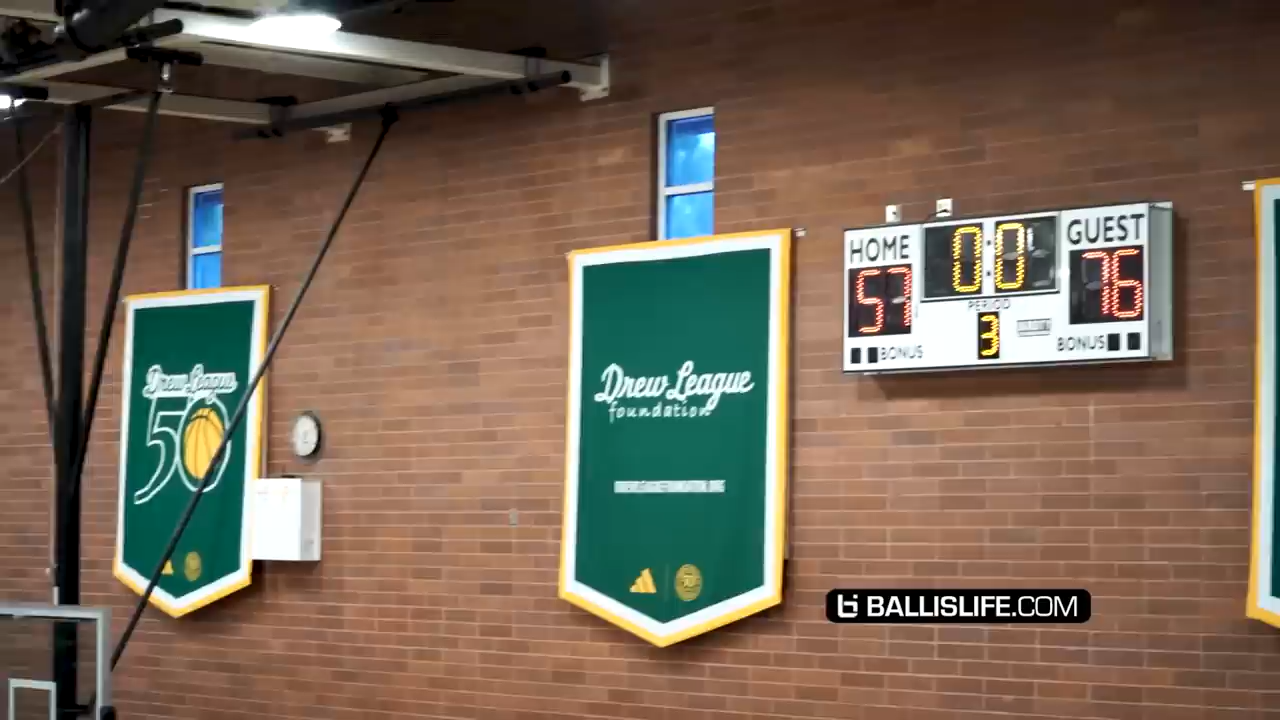 Drew League
50
Drew League
foundation
HOME
GUEST
0:0
57
76
PERIOD
3
BONUS
BONUS
BALLISLIFE.COM